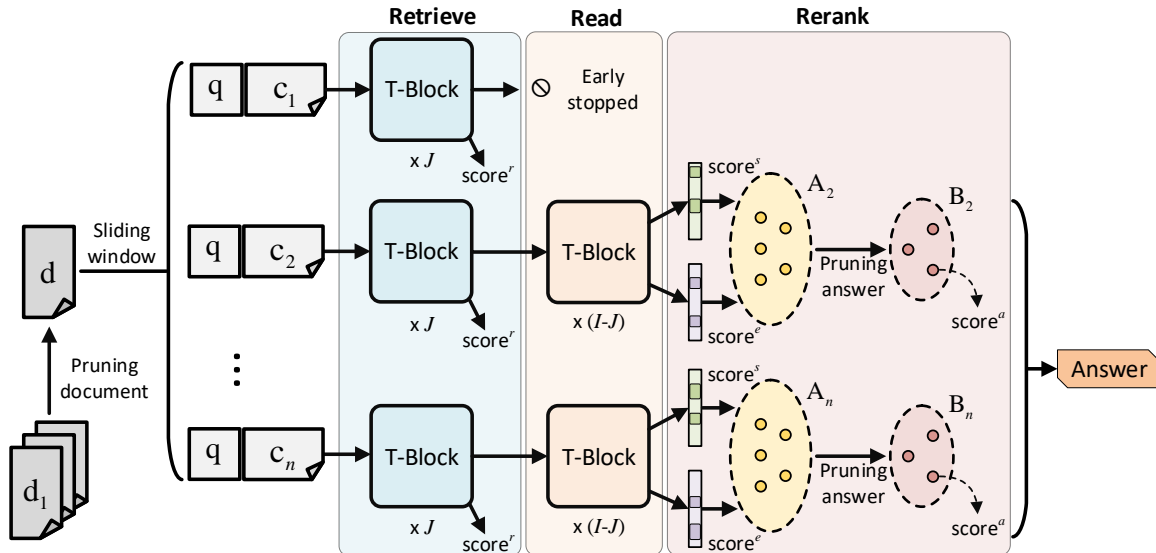 Retrieve
Read
Rerank
q
c1
T-Block
x J
score^r
Early
stopped
d
Sliding
window
q
c2
T-Block
x J
score^r
T-Block
x (I-J)
score^s
score^e
A2
Pruning
answer
B2
score^a
Pruning
document
d1
...
q
cn
T-Block
x J
score^r
T-Block
x (I-J)
score^s
score^e
An
Pruning
answer
Bn
score^a
Answer